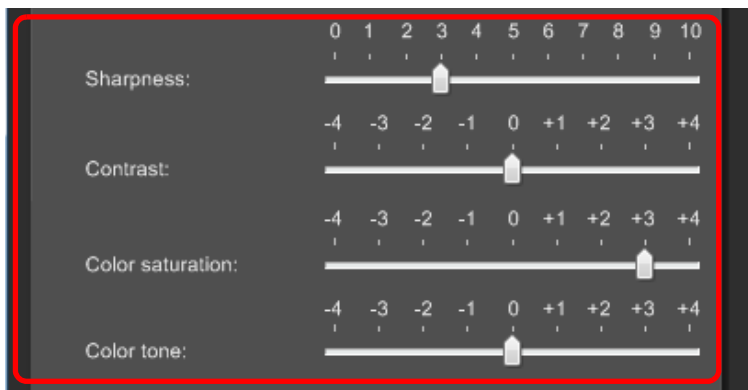 0 1 2 3 4 5 6 7 8 9 10
Sharpness:
-4 -3 -2 -1 0 +1 +2 +3 +4
Contrast:
-4 -3 -2 -1 0 +1 +2 +3 +4
Color saturation:
-4 -3 -2 -1 0 +1 +2 +3 +4
Color tone: